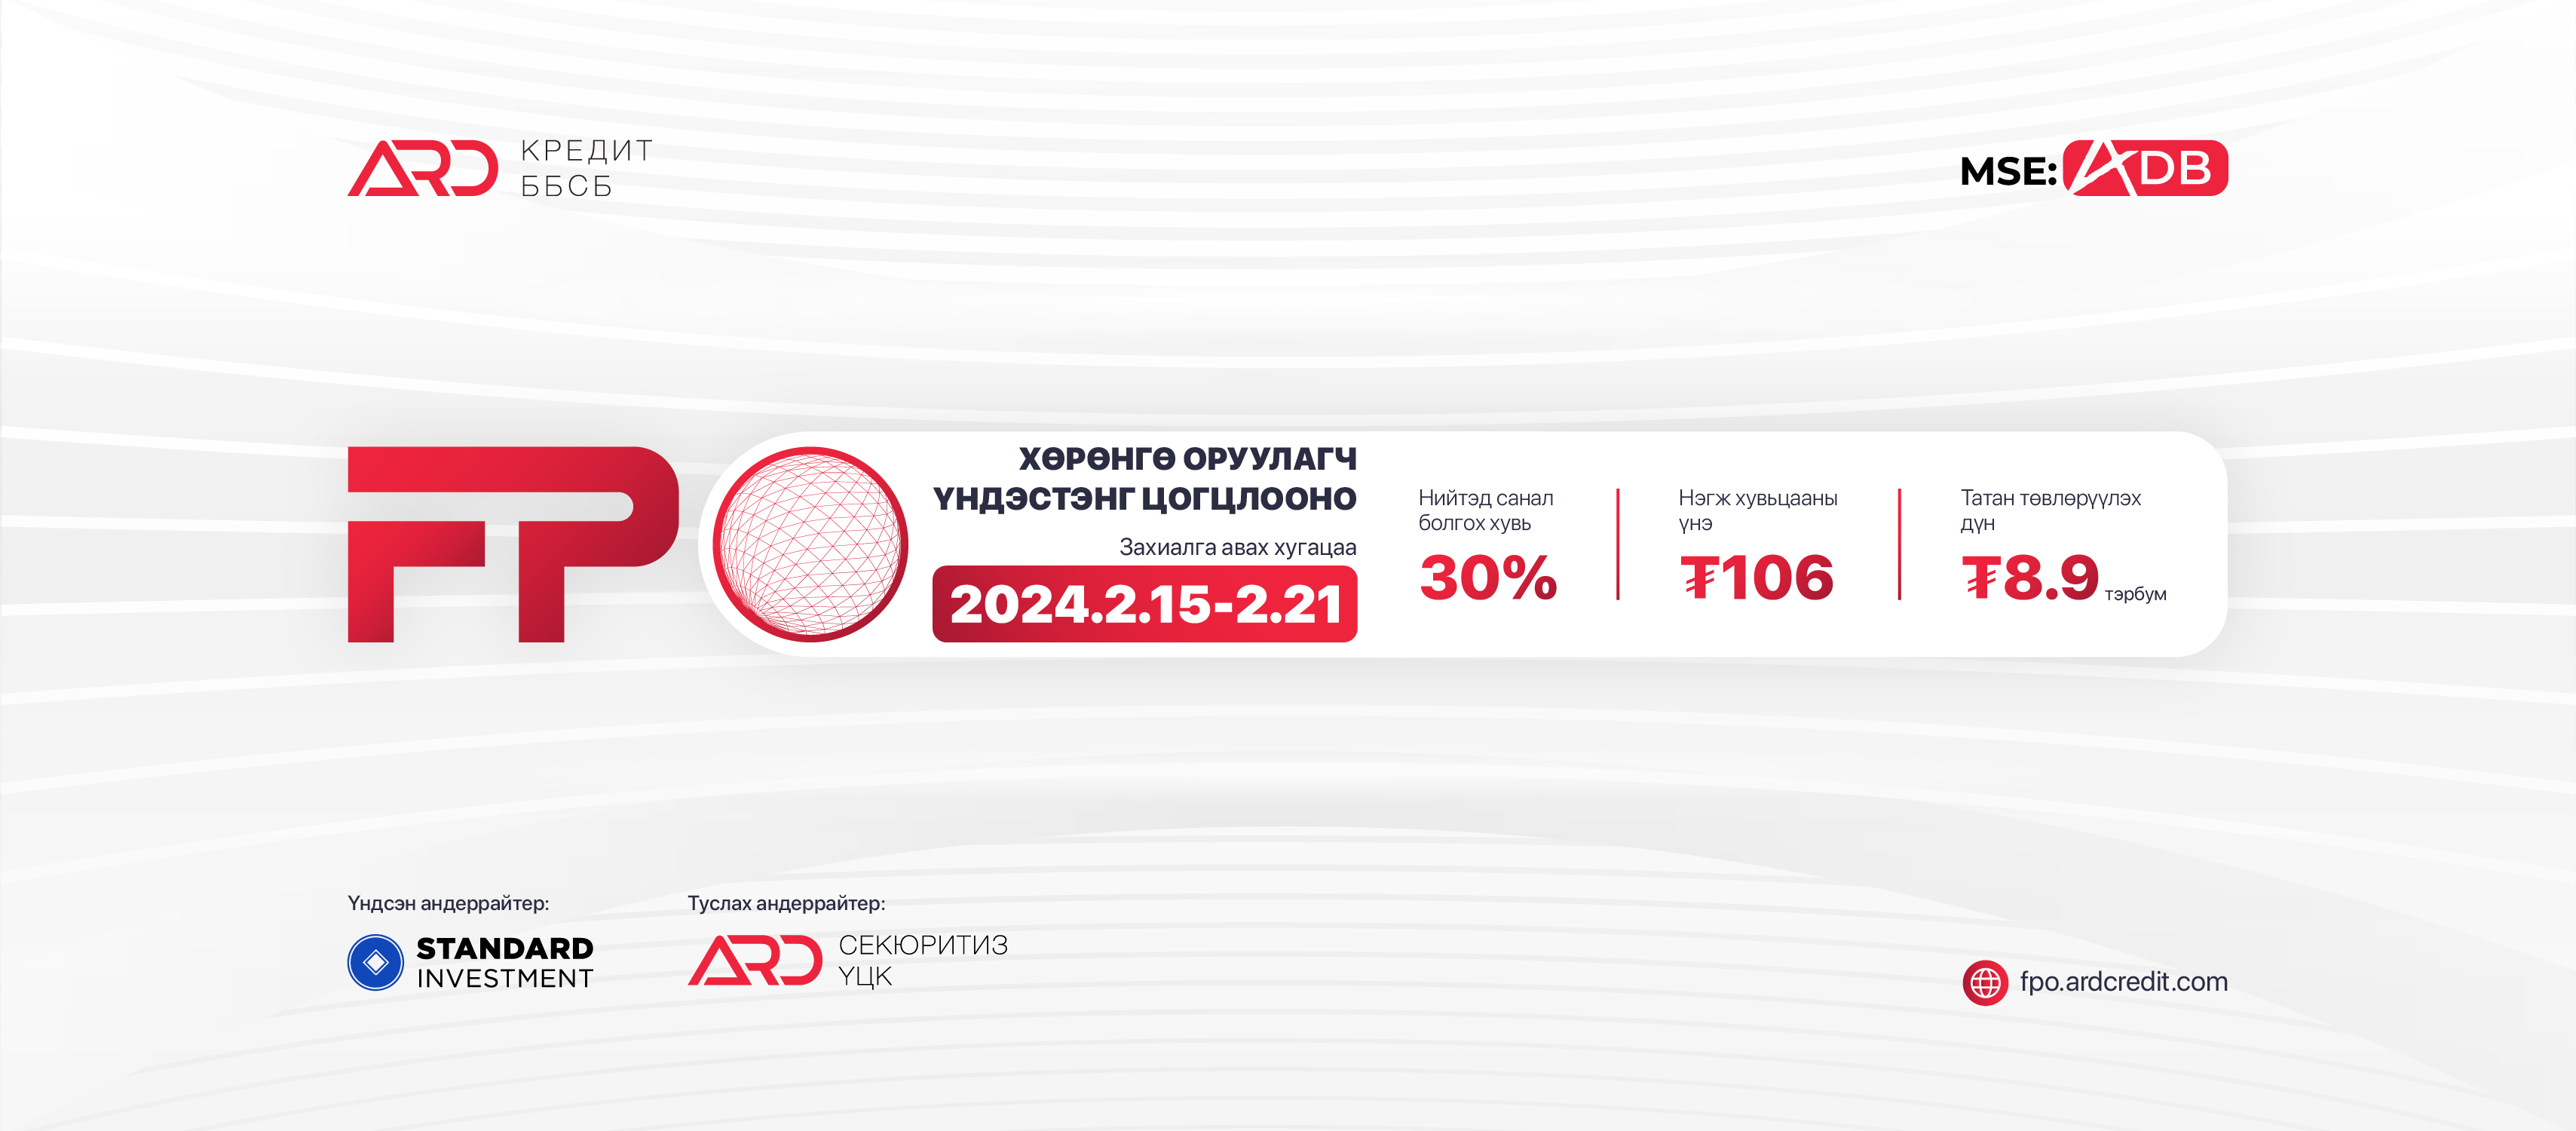 ARD КРЕДИТ
ББСБ
MSE: ADB
FPO
ХӨРӨНГӨ ОРУУЛАГЧ
ҮНДЭСТЭНГ ЦОГЦЛООНО
Захиалга авах хугацаа
2024.2.15-2.21
Нийтэд санал
болгох хувь
30%
Нэгж хувьцааны
үнэ
₮106
Татан төвлөрүүлэх
дүн
₮8.9 тэрбум
Үндсэн андеррайтер:
STANDARD
INVESTMENT
Туслах андеррайтер:
ARD СЕКЮРИТИЗ
ҮЦК
fpo.ardcredit.com